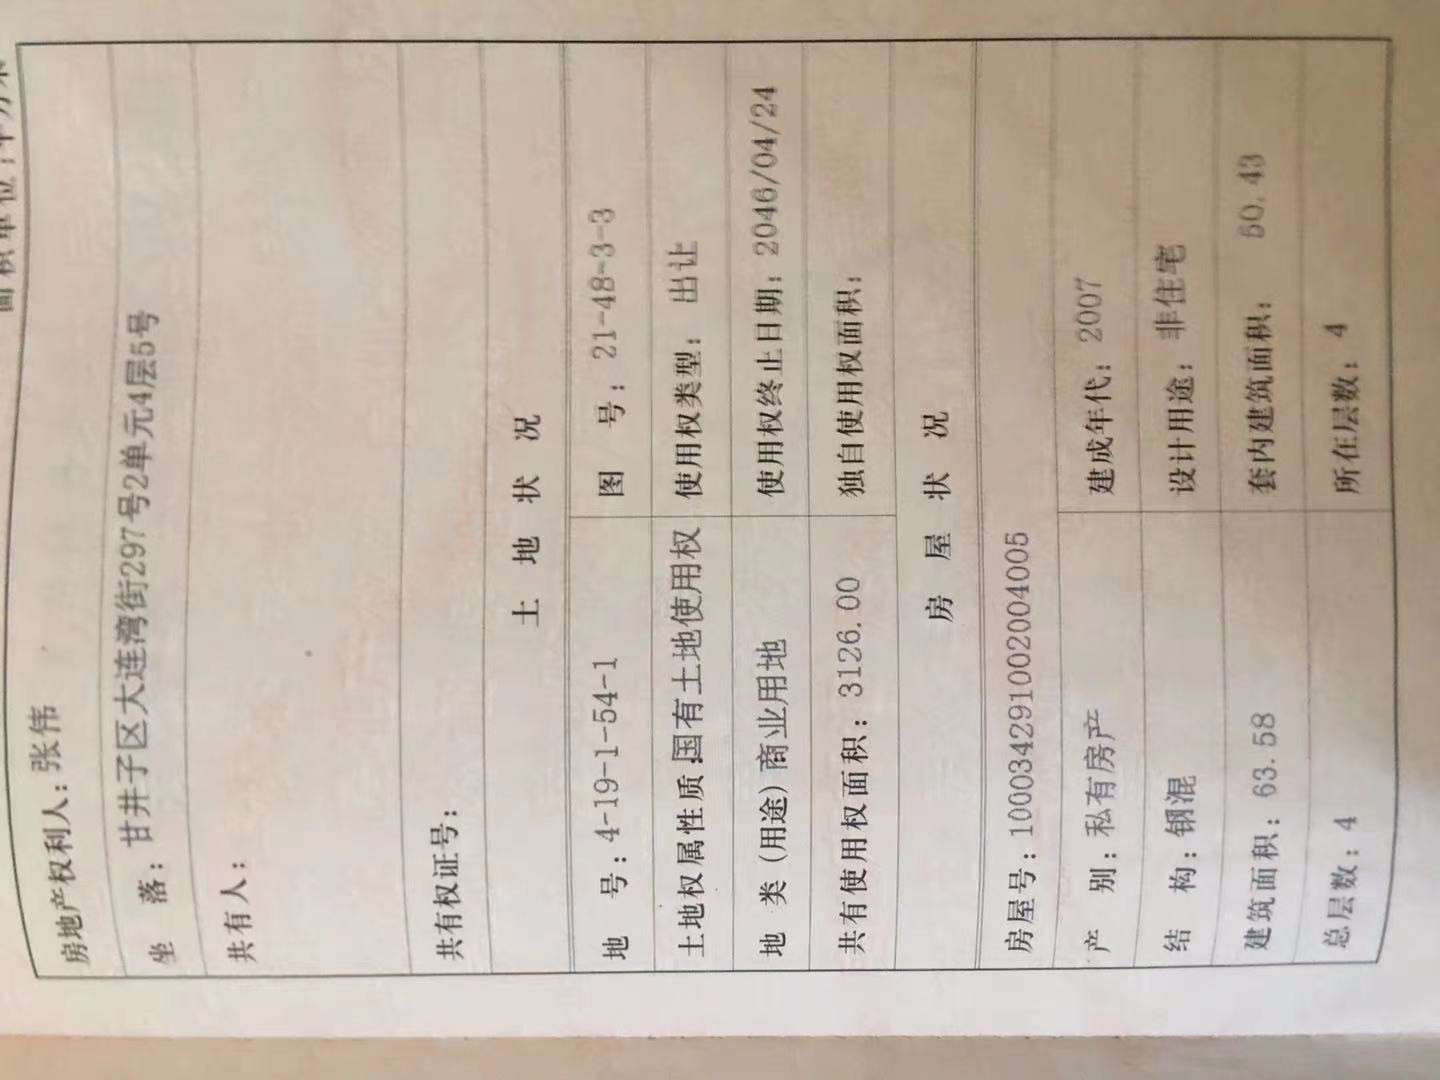 房地产权利人：张伟
坐 落：甘井子区大连湾街297号2单元4层5号
共有人：
共有权证号：
土 地 状 况
地 号：4-19-1-54-1 图 号：21-48-3-3
土地权属性质：国有土地使用权 使用权类型：出让
地 类（用途）商业用地 使用权终止日期：2046/04/24
共有使用权面积：3126.00 独自使用权面积：
房 屋 状 况
房屋号：1000342910020040​05
产 别：私有房产 建成年代：2007
结 构：钢混 设计用途：非住宅
建筑面积：63.58 套内建筑面积：50.43
总层数：4 所在层数：4